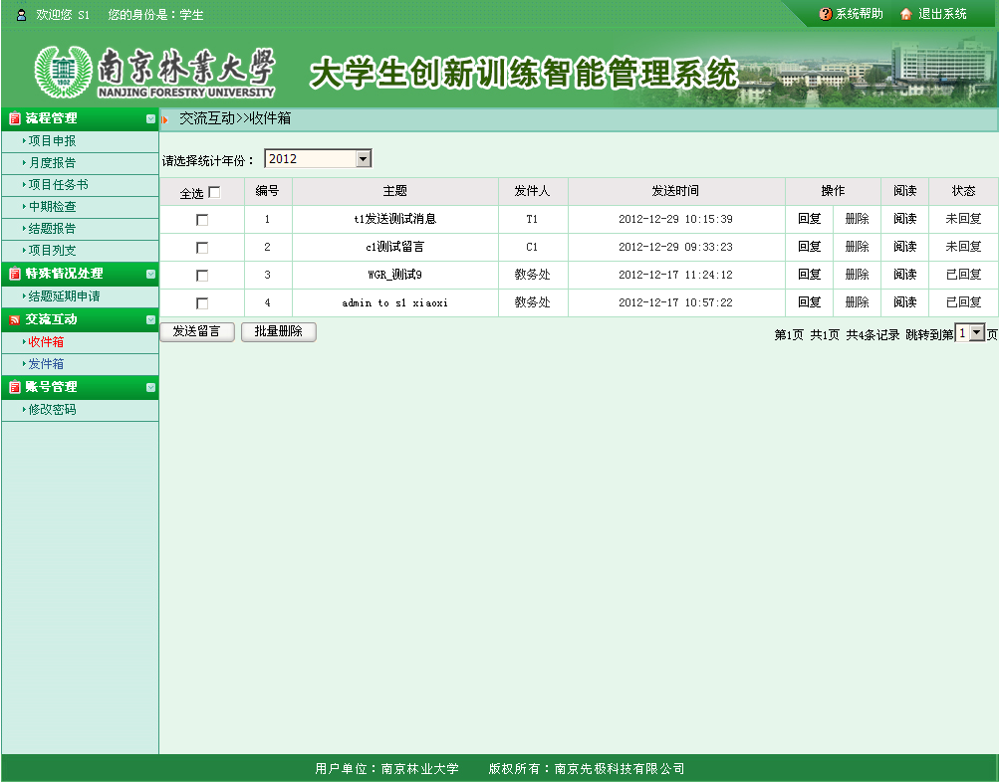 欢迎您 S1 您的身份是：学生 系统帮助 退出系统
南京林業大學
NANJING FORESTRY UNIVERSITY
大学生创新训练智能管理系统
流程管理
项目申报
月度报告
项目任务书
中期检查
结题报告
项目列支
特殊情况处理
结题延期申请
交流互动
收件箱
发件箱
账号管理
修改密码
交流互动>>收件箱
请选择统计年份： 2012
全选 编号 主题 发件人 发送时间 操作 阅读 状态
1 t1发送测试消息 T1 2012-12-29 10:15:39 回复 删除 阅读 未回复
2 c1测试留言 C1 2012-12-29 09:33:23 回复 删除 阅读 未回复
3 WGR_测试9 教务处 2012-12-17 11:24:12 回复 删除 阅读 已回复
4 admin to s1 xiaoxi 教务处 2012-12-17 10:57:22 回复 删除 阅读 已回复
发送留言 批量删除 第1页 共1页 共4条记录 跳转到第 1 页
用户单位：南京林业大学 版权所有：南京先极科技有限公司